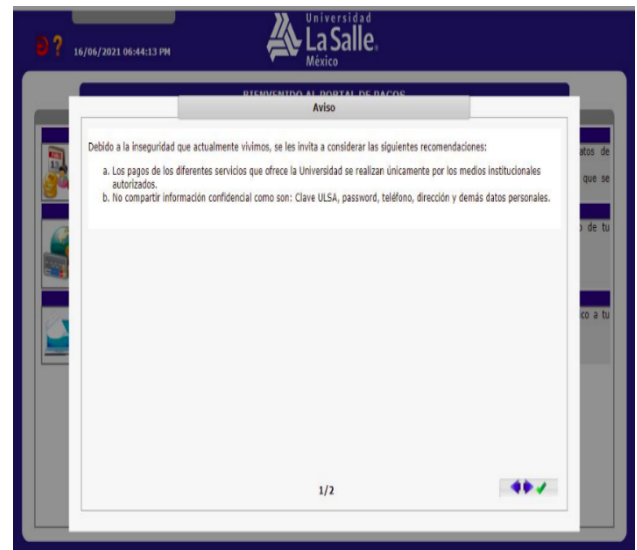 Universidad
La Salle.
México
16/06/2021 06:44:13 PM
BIENVENIDO AL PORTAL DE PAGOS
Aviso
Debido a la inseguridad que actualmente vivimos, se les invita a considerar las siguientes recomendaciones:
a. Los pagos de los diferentes servicios que ofrece la Universidad se realizan únicamente por los medios institucionales
autorizados.
b. No compartir información confidencial como son: Clave ULSA, password, teléfono, dirección y demás datos personales.
atos de
que se
de tu
co a tu
1/2